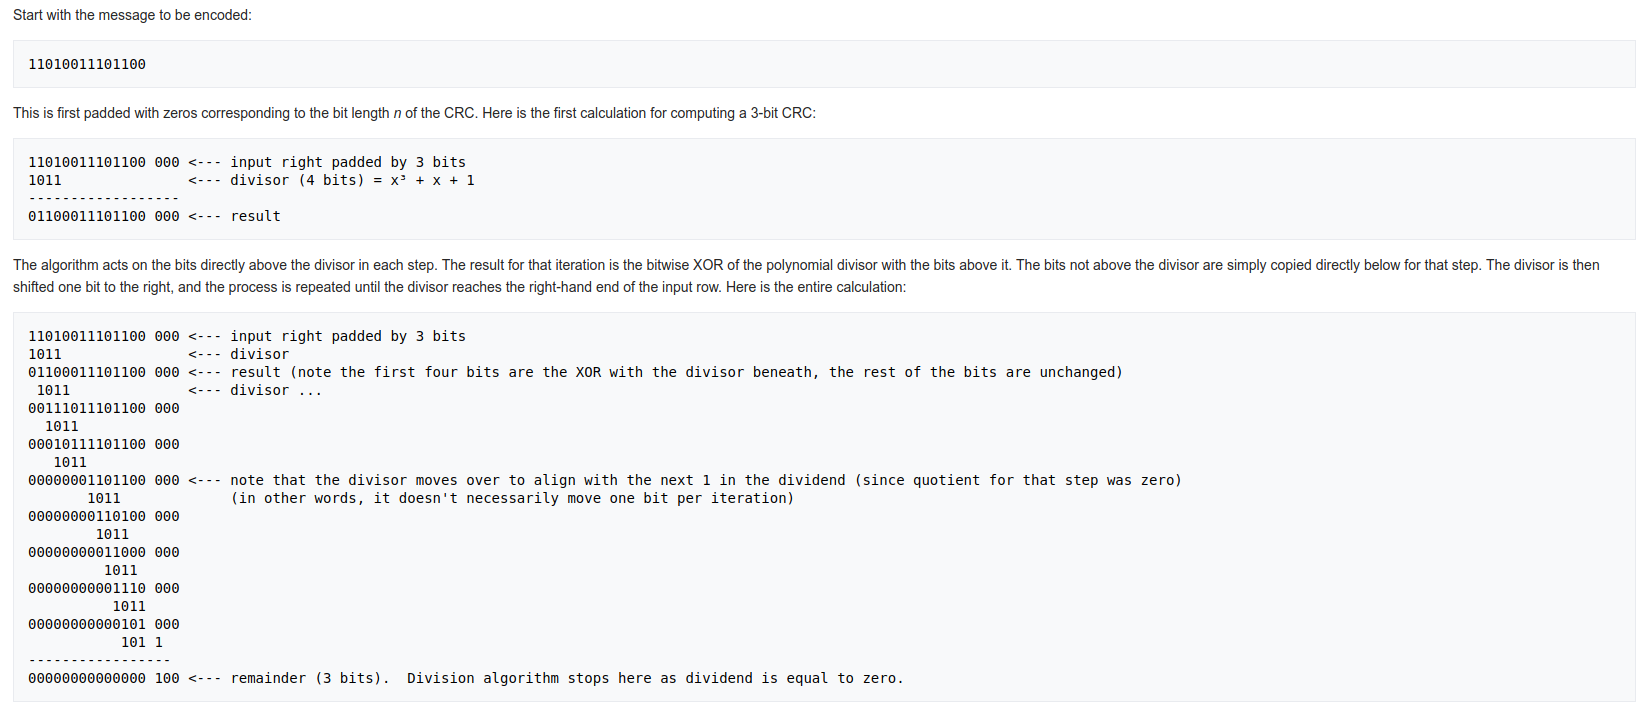 Start with the message to be encoded:
11010011101100
This is first padded with zeros corresponding to the bit length n of the CRC. Here is the first calculation for computing a 3-bit CRC:
11010011101100 000 <--- input right padded by 3 bits
1011               <--- divisor (4 bits) = x³ + x + 1
------------------
01100011101100 000 <--- result
The algorithm acts on the bits directly above the divisor in each step. The result for that iteration is the bitwise XOR of the polynomial divisor with the bits above it. The bits not above the divisor are simply copied directly below for that step. The divisor is then
shifted one bit to the right, and the process is repeated until the divisor reaches the right-hand end of the input row. Here is the entire calculation:
11010011101100 000 <--- input right padded by 3 bits
1011               <--- divisor
01100011101100 000 <--- result (note the first four bits are the XOR with the divisor beneath, the rest of the bits are unchanged)
 1011              <--- divisor ...
00111011101100 000
  1011
00010111101100 000
   1011
00000001101100 000 <--- note that the divisor moves over to align with the next 1 in the dividend (since quotient for that step was zero)
       1011             (in other words, it doesn't necessarily move one bit per iteration)
00000000110100 000
        1011
00000000011000 000
         1011
00000000001110 000
          1011
00000000000101 000
           101 1
-----------------
00000000000000 100 <--- remainder (3 bits).  Division algorithm stops here as dividend is equal to zero.